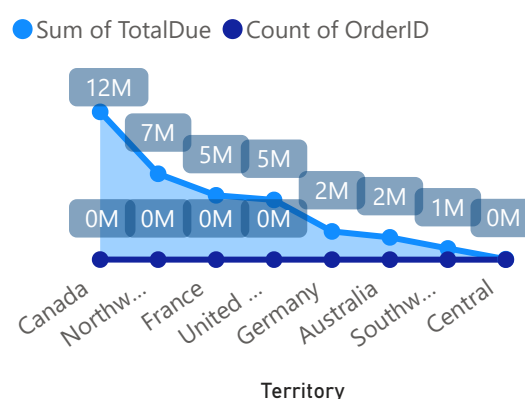 Sum of TotalDue Count of OrderID
12M
7M
5M 5M
2M 2M
1M 0M
0M 0M 0M 0M
Canada Northw... France United ... Germany Australia Southw... Central
Territory